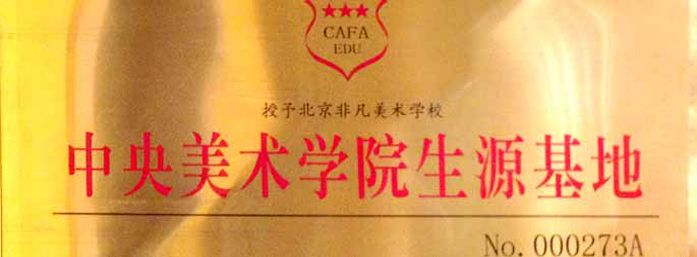 ★★★
CAFA
EDU
授予北京非凡美术学校
中央美术学院生源基地
No. 000273A